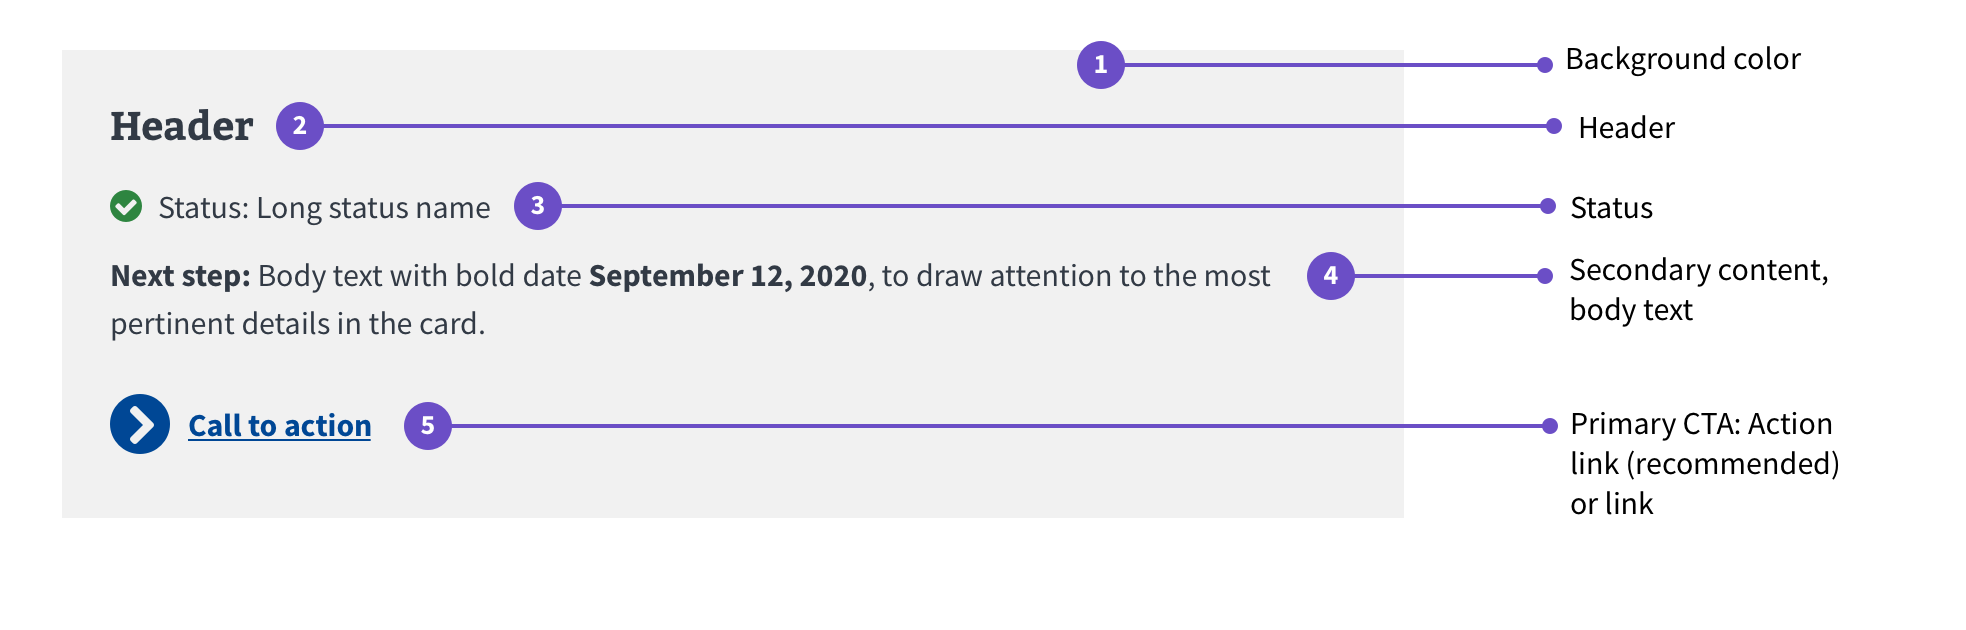 1 Background color
Header 2 Header
Status: Long status name 3 Status
Next step: Body text with bold date September 12, 2020, to draw attention to the most
pertinent details in the card.
4 Secondary content,
body text
Call to action 5 Primary CTA: Action
link (recommended)
or link